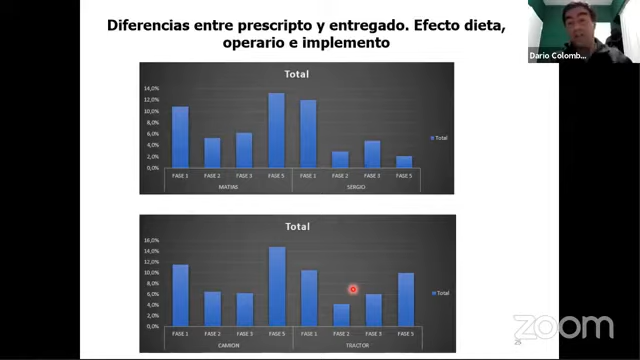 Diferencias entre prescripto y entregado. Efecto dieta,
operario e implemento
Dario Colomb...
Total
14,0%
12,0%
10,0%
8,0%
6,0%
4,0%
2,0%
0,0%
FASE 1 FASE 2 FASE 3 FASE 5 FASE 1 FASE 2 FASE 3 FASE 5
MATIAS SERGIO
Total
Total
16,0%
14,0%
12,0%
10,0%
8,0%
6,0%
4,0%
2,0%
0,0%
FASE 1 FASE 2 FASE 3 FASE 5 FASE 1 FASE 2 FASE 3 FASE 5
CAMION TRACTOR
Total
zoom
25